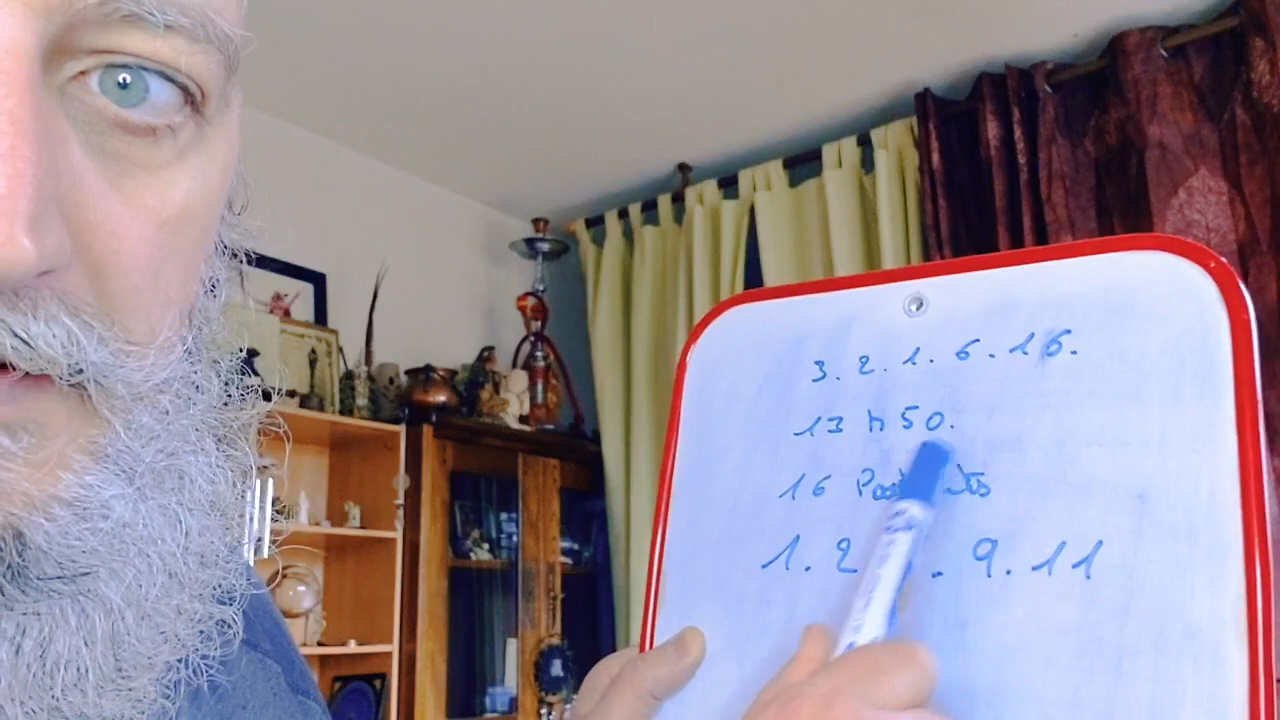 3. 2. 1. 6. 16.
13 h 50.
16
1. 2 . 9. 11